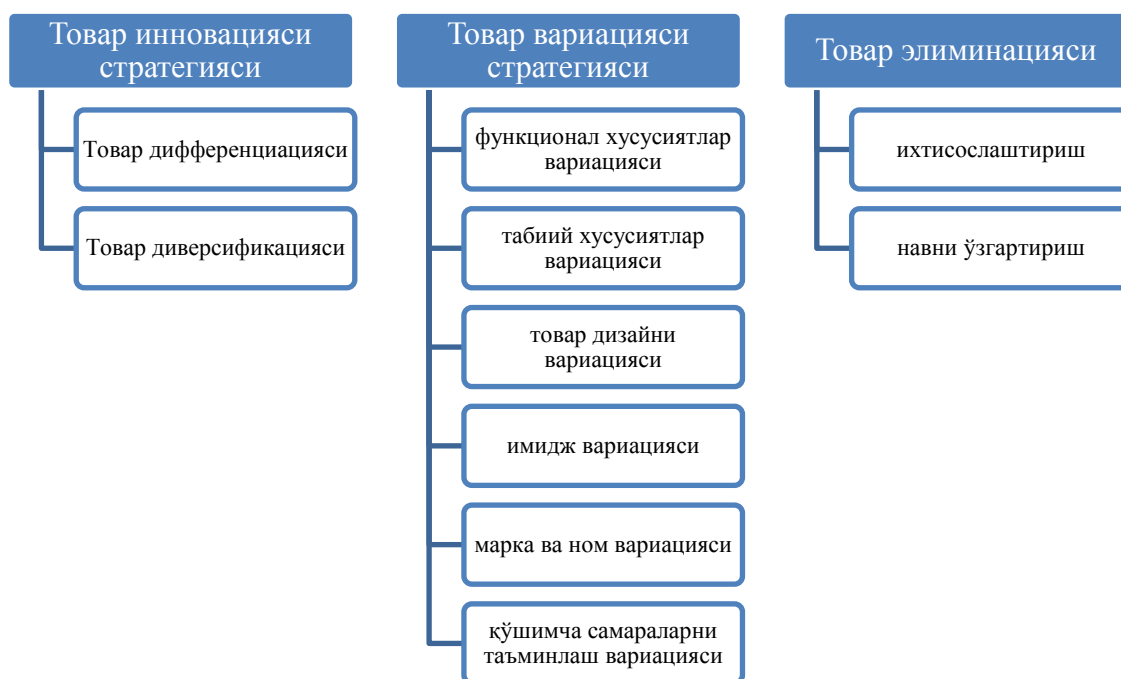 Товар инновацияси
стратегияси
Товар дифференциацияси
Товар диверсификацияси
Товар вариацияси
стратегияси
функционал хусусиятлар
вариацияси
табиий хусусиятлар
вариацияси
товар дизайни
вариацияси
имидж вариацияси
марка ва ном вариацияси
қўшимча самараларни
таъминлаш вариацияси
Товар элиминацияси
ихтисослаштириш
навни ўзгартириш